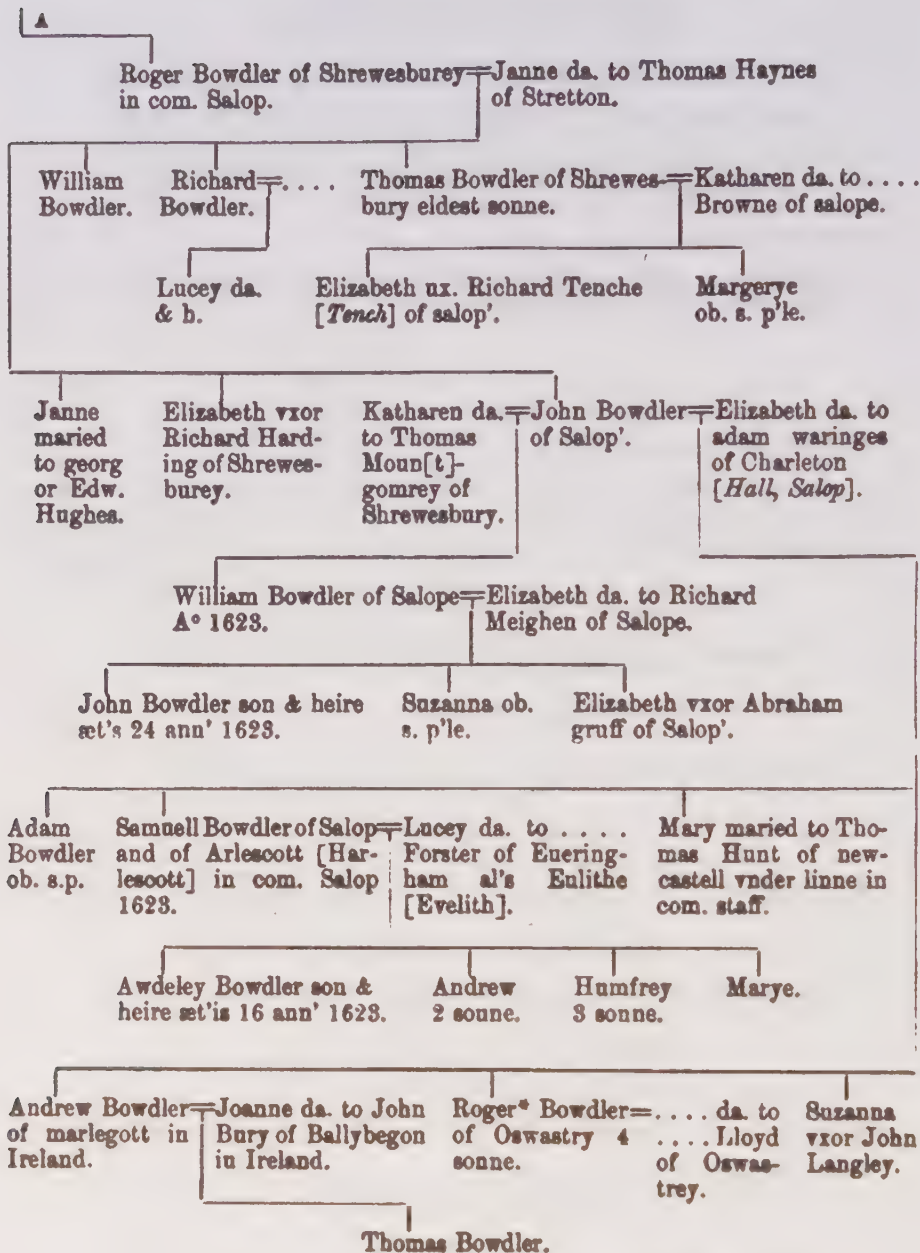 A
Roger Bowdler of Shrewesburey=Janne da. to Thomas Haynes
in com. Salop.
of Stretton.
William
Bowdler.
Richard=. . . .
Bowdler.
Thomas Bowdler of Shrewes-
bury eldest sonne.
=Katharen da. to . . . .
Browne of salope.
Lucey da.
& h.
Elizabeth ux. Richard Tenche
[Tench] of salop'.
Margerye
ob. s. p'le.
Janne
maried
to georg
or Edw.
Hughes.
Elizabeth vxor
Richard Hard-
ing of Shrewes-
burey.
Katharen da.
to Thomas
Moun[t]-
gomrey of
Shrewesbury.
=John Bowdler=
of Salop'.
Elizabeth da. to
adam waringes
of Charleton
[Hall, Salop].
William Bowdler of Salope=Elizabeth da. to Richard
A° 1623.
Meighen of Salope.
John Bowdler son & heire
æt's 24 ann' 1623.
Suzanna ob.
s. p'le.
Elizabeth vxor Abraham
gruff of Salop'.
Adam
Bowdler
ob. s.p.
Samuell Bowdler of Salop=
and of Arlescott [Har-
lescott] in com. Salop
1623.
Lucey da. to . . . .
Forster of Euering-
ham al's Eulithe
[Evelith].
Mary maried to Tho-
mas Hunt of new-
castell vnder linne in
com. staff.
Awdeley Bowdler son &
heire æt'is 16 ann' 1623.
Andrew
2 sonne.
Humfrey
3 sonne.
Marye.
Andrew Bowdler=
of marlegott in
Ireland.
Joanne da. to John
Bury of Ballybegon
in Ireland.
Roger* Bowdler=
of Oswastry 4
sonne.
. . . . da. to
. . . . Lloyd
of Oswas-
trey.
Suzanna
vxor John
Langley.
Thomas Bowdler.